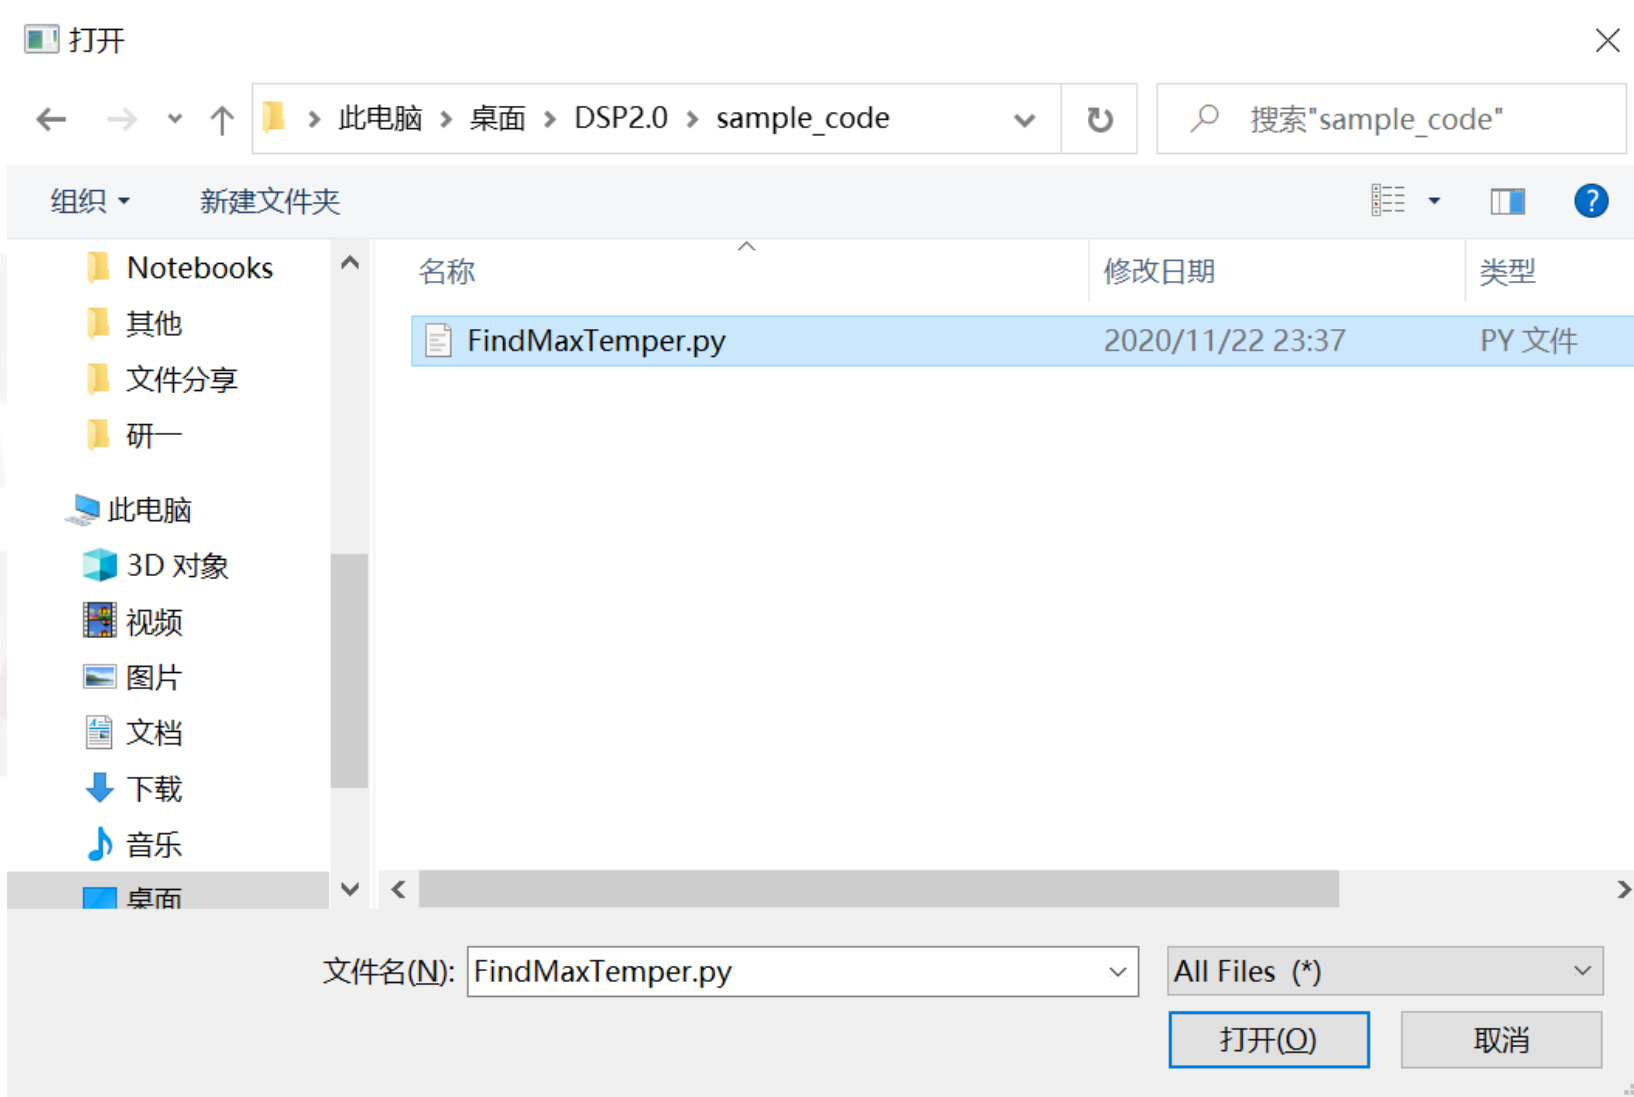 打开
此电脑 > 桌面 > DSP2.0 > sample_code
搜索"sample_code"
组织
新建文件夹
?
Notebooks
其他
文件分享
研一
此电脑
3D 对象
视频
图片
文档
下载
音乐
桌面
名称
修改日期
类型
FindMaxTemper.py
2020/11/22 23:37
PY 文件
文件名(N):
FindMaxTemper.py
All Files (*)
打开(O)
取消